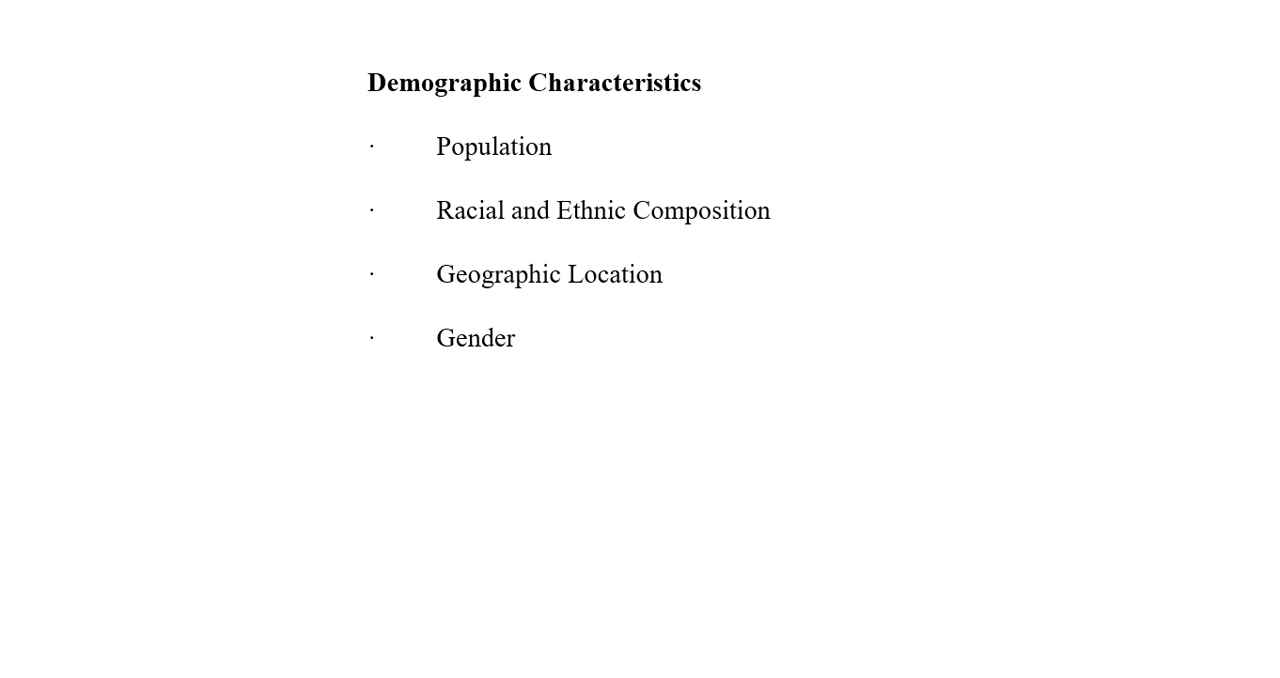 Demographic Characteristics
· Population
· Racial and Ethnic Composition
· Geographic Location
· Gender